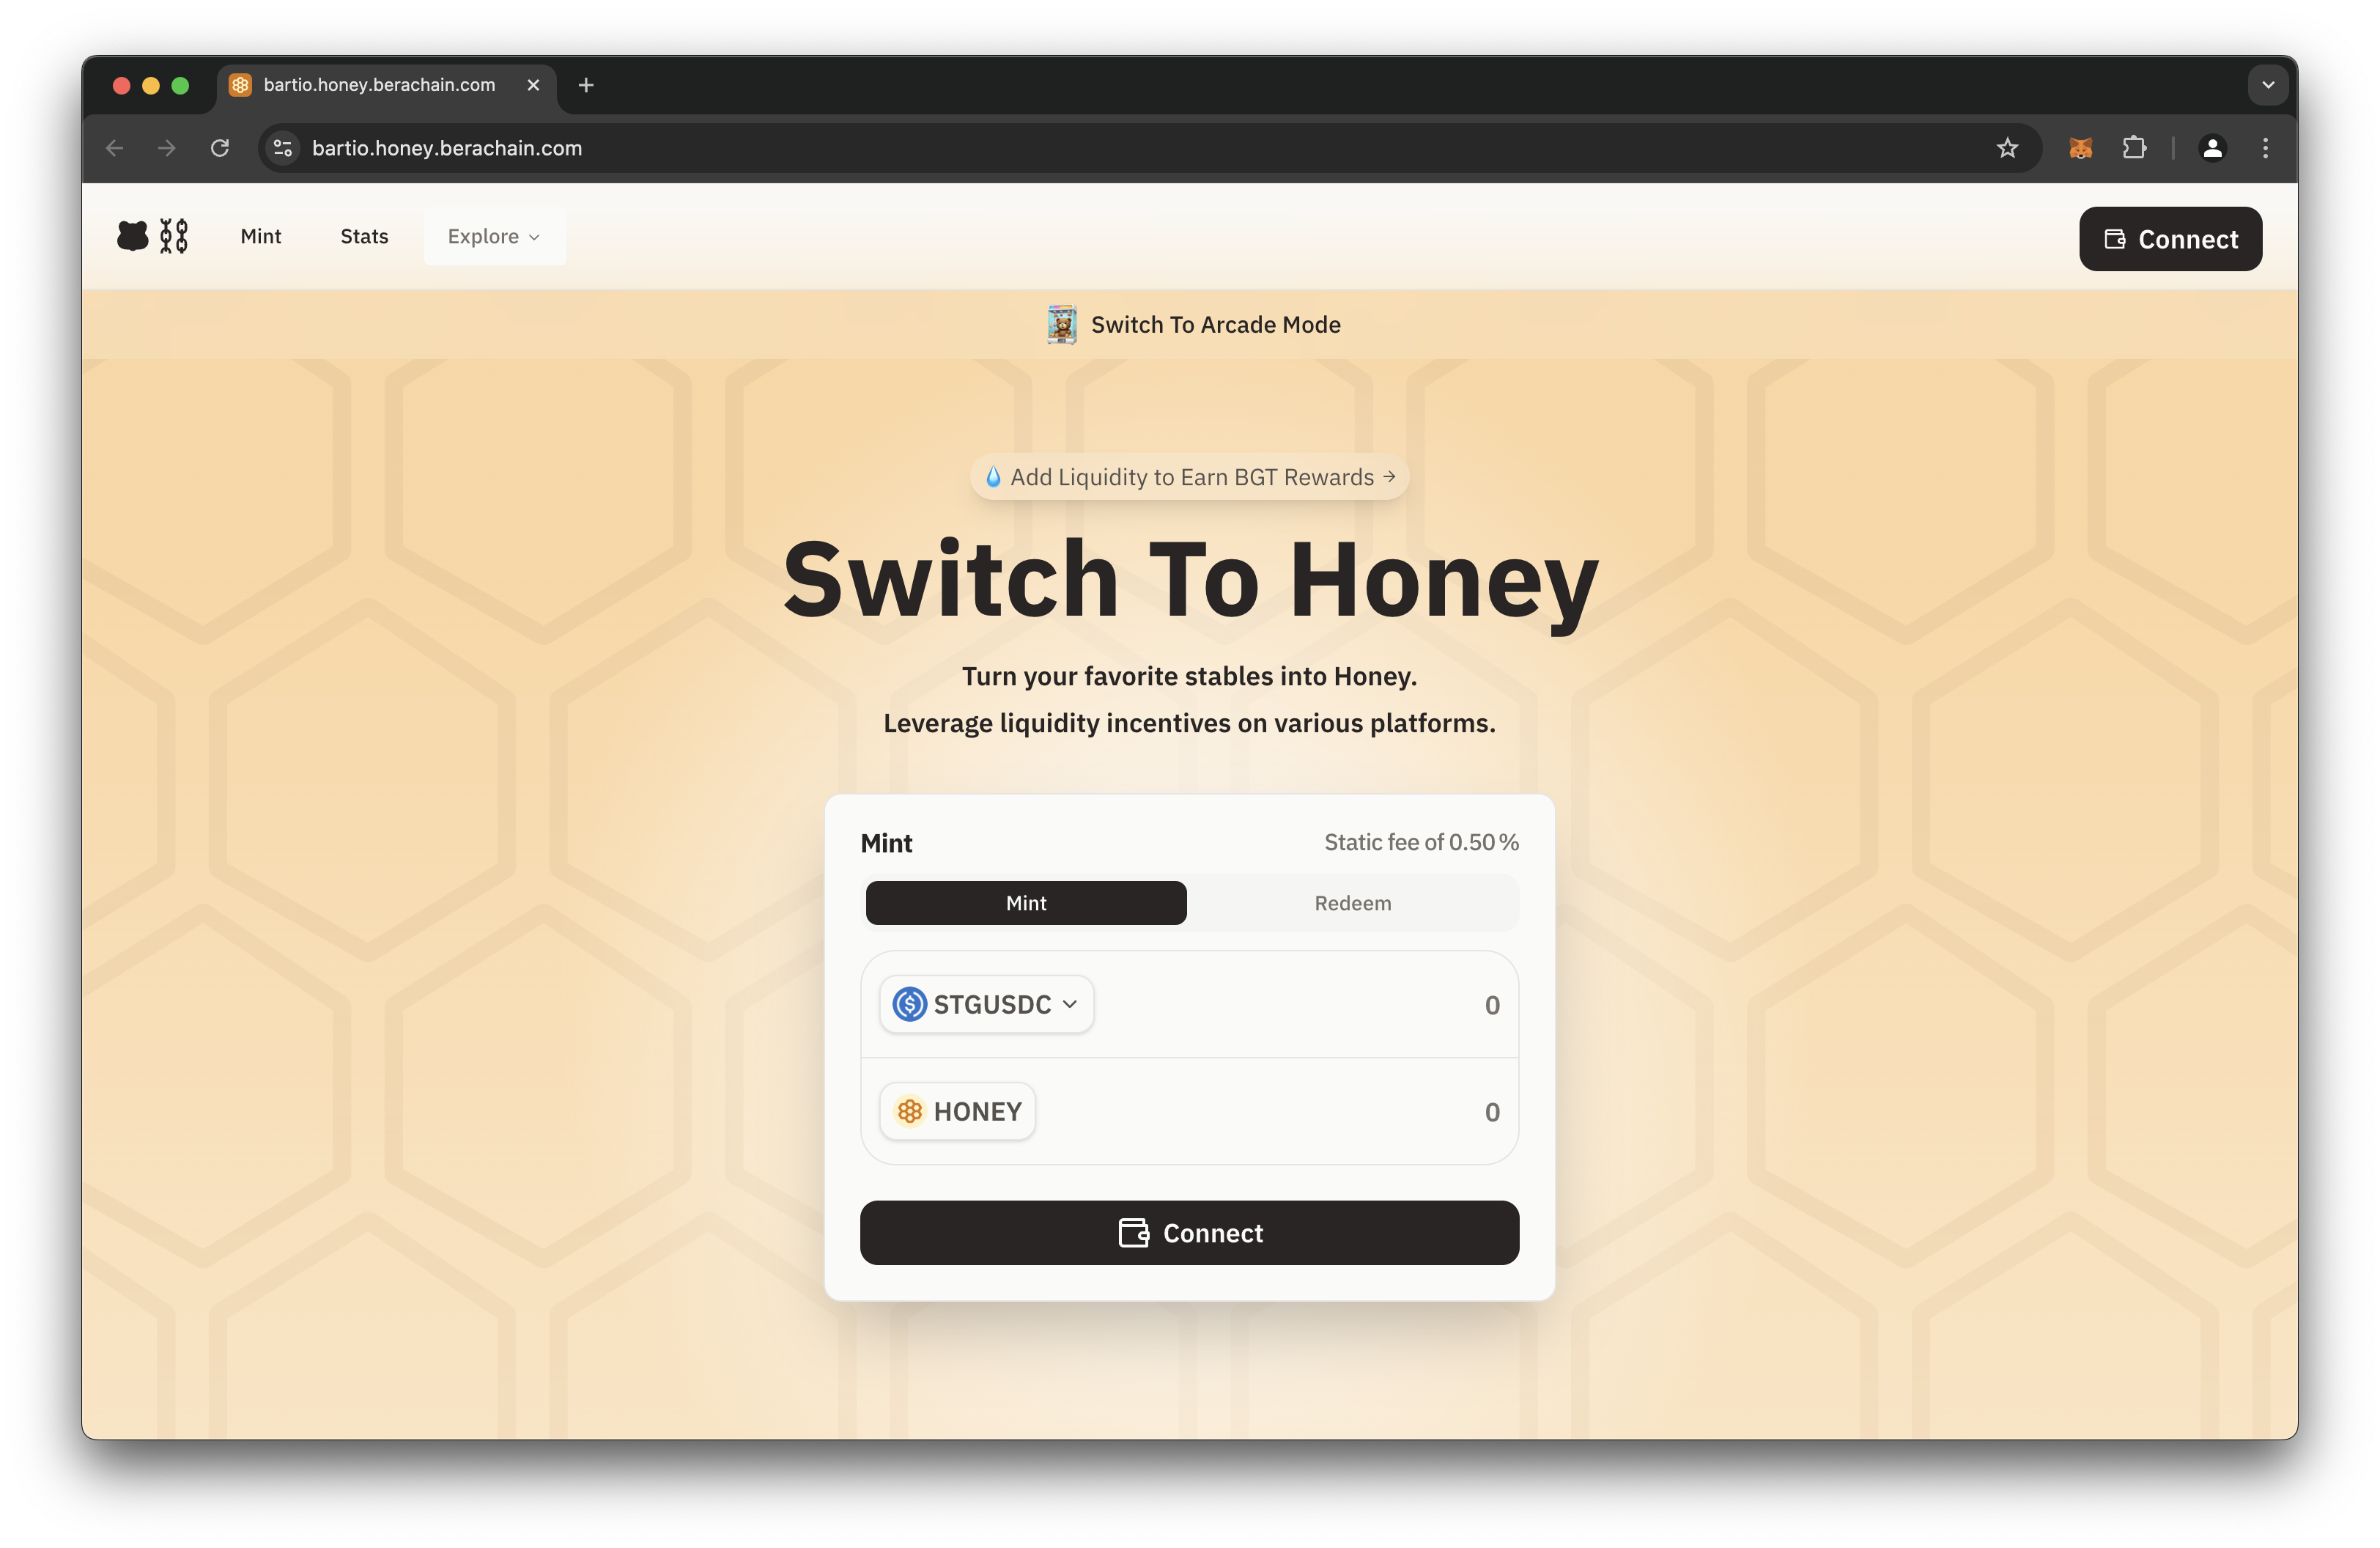 bartio.honey.berachain.com
bartio.honey.berachain.com
Mint Stats Explore Connect
Switch To Arcade Mode
Add Liquidity to Earn BGT Rewards →
Switch To Honey
Turn your favorite stables into Honey.
Leverage liquidity incentives on various platforms.
Mint Static fee of 0.50%
Mint Redeem
STGUSDC 0
HONEY 0
Connect